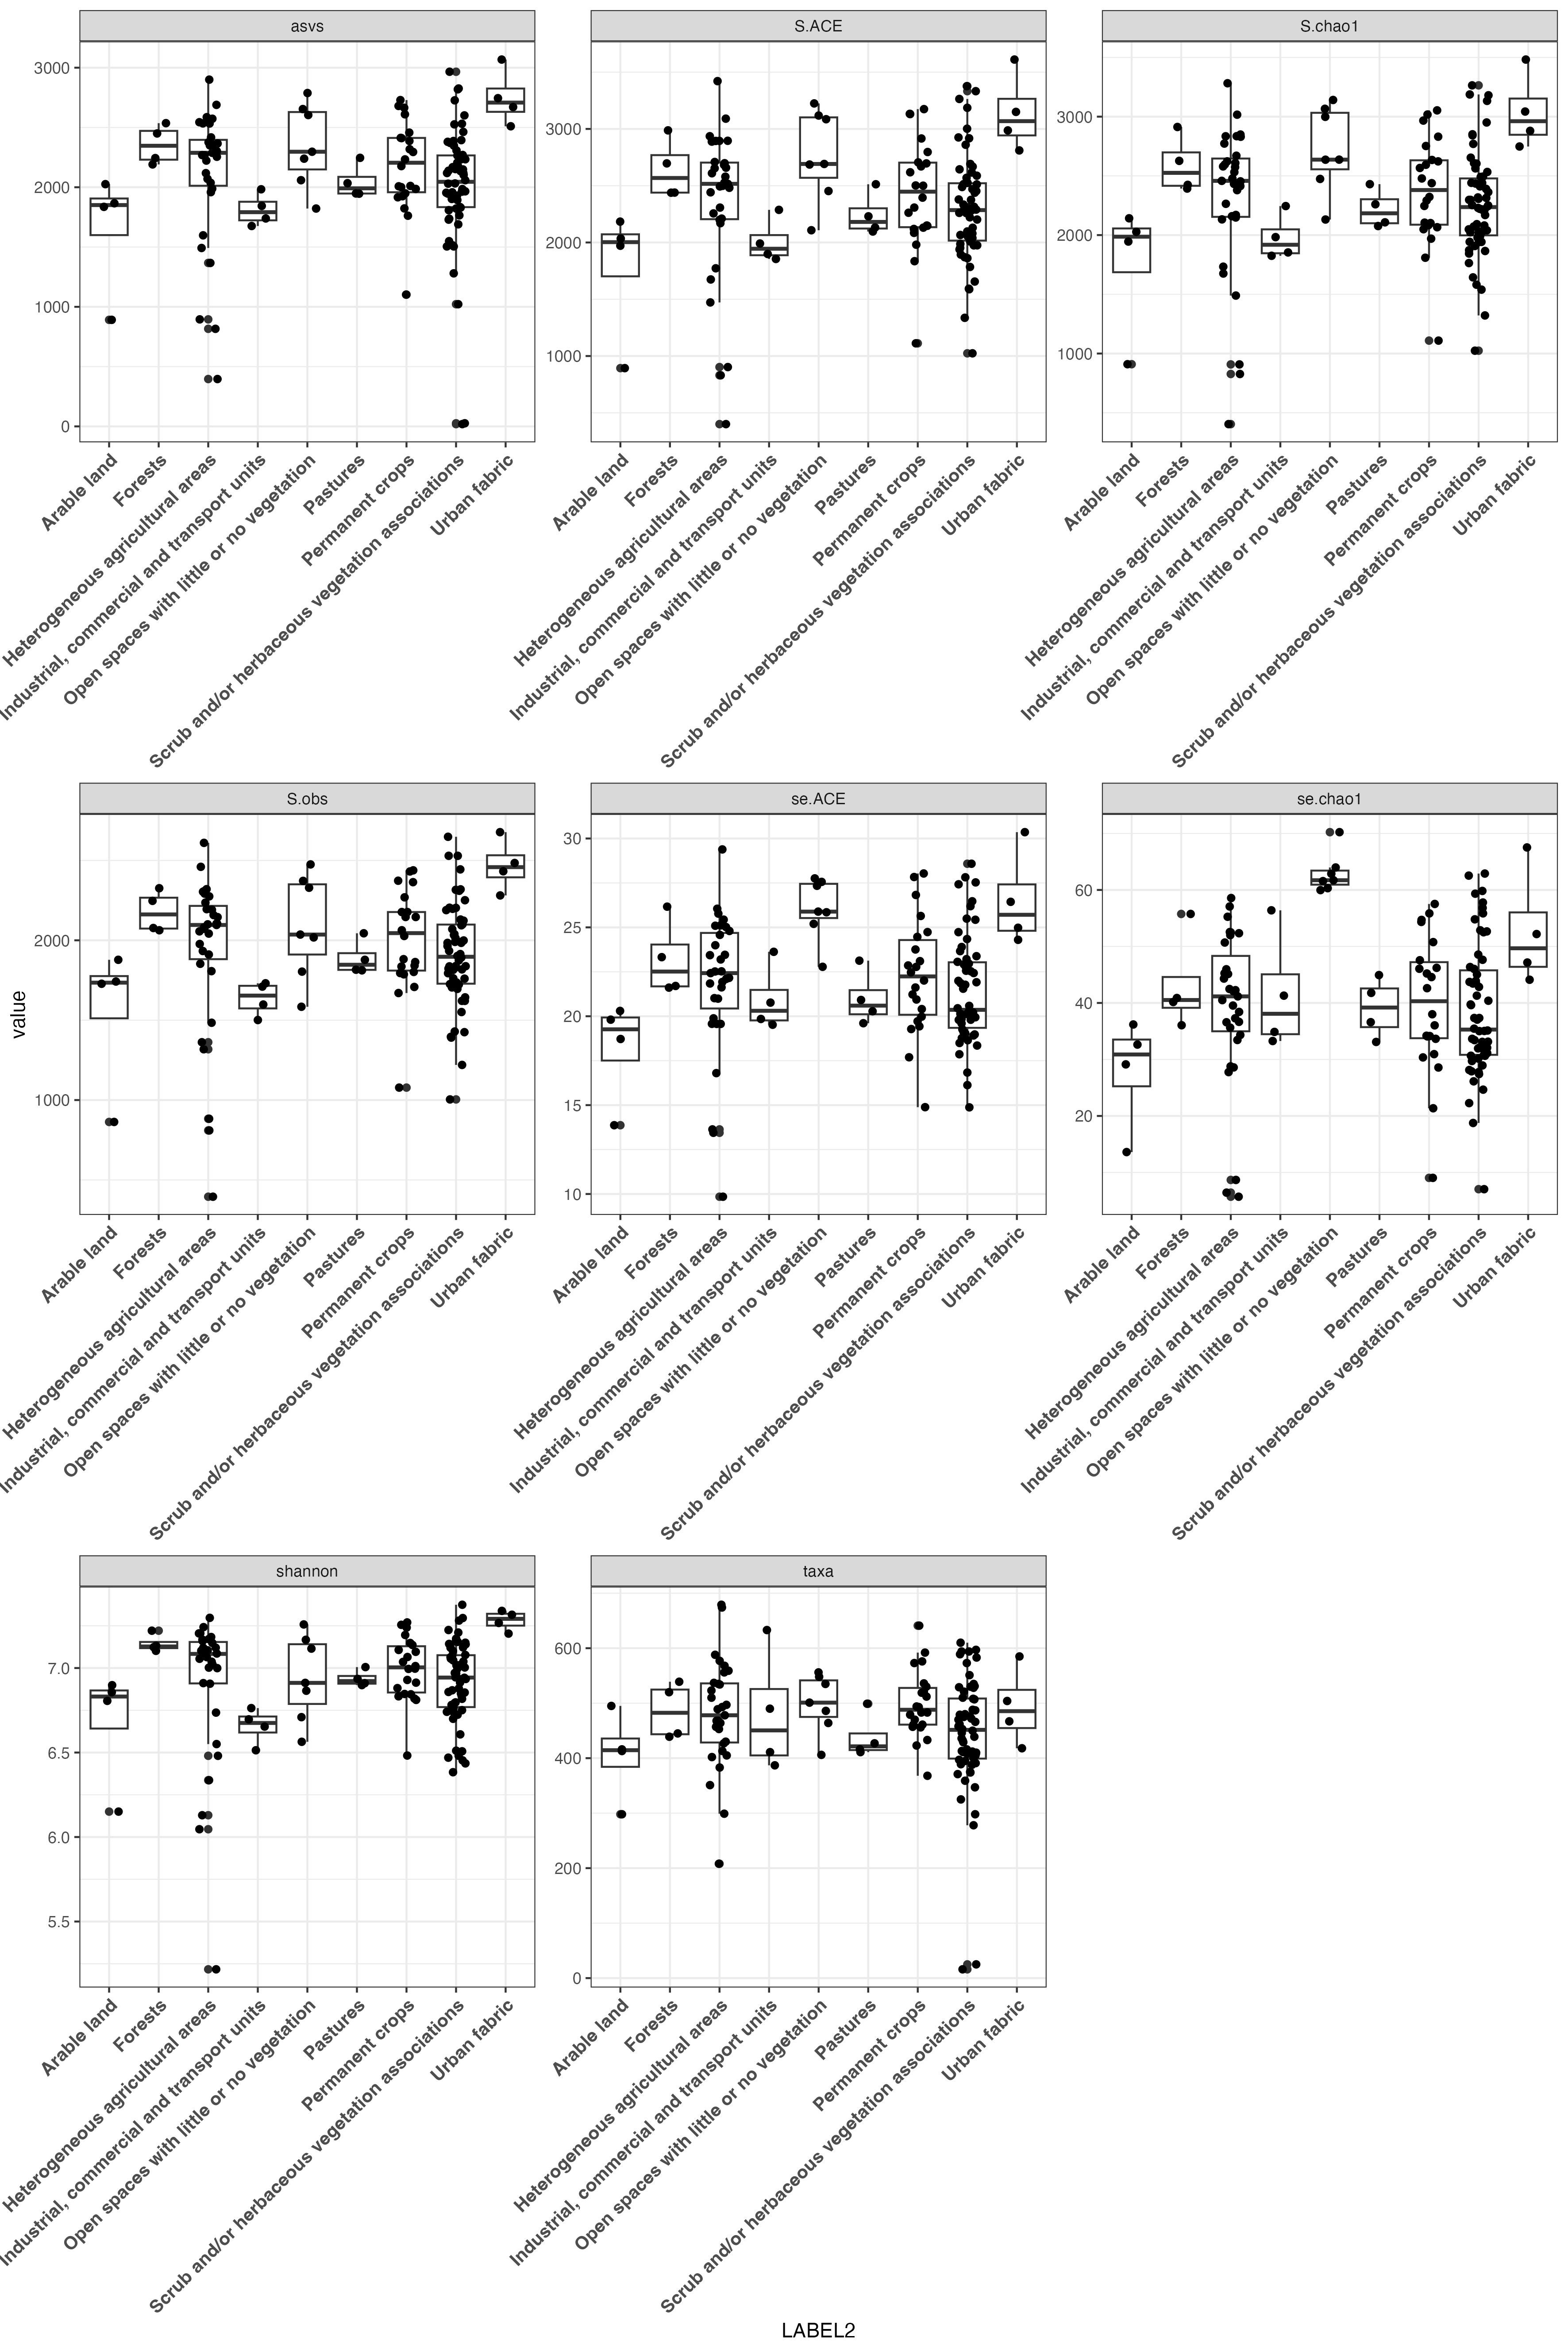 asvs
S.ACE
S.chao1
3000
2000
1000
0
3000
2000
1000
3000
2000
1000
Arable land
Forests
Heterogeneous agricultural areas
Industrial, commercial and transport units
Open spaces with little or no vegetation
Pastures
Permanent crops
Scrub and/or herbaceous vegetation associations
Urban fabric
Arable land
Forests
Heterogeneous agricultural areas
Industrial, commercial and transport units
Open spaces with little or no vegetation
Pastures
Permanent crops
Scrub and/or herbaceous vegetation associations
Urban fabric
Arable land
Forests
Heterogeneous agricultural areas
Industrial, commercial and transport units
Open spaces with little or no vegetation
Pastures
Permanent crops
Scrub and/or herbaceous vegetation associations
Urban fabric
value
S.obs
se.ACE
se.chao1
2000
1000
30
25
20
15
10
60
40
20
Arable land
Forests
Heterogeneous agricultural areas
Industrial, commercial and transport units
Open spaces with little or no vegetation
Pastures
Permanent crops
Scrub and/or herbaceous vegetation associations
Urban fabric
Arable land
Forests
Heterogeneous agricultural areas
Industrial, commercial and transport units
Open spaces with little or no vegetation
Pastures
Permanent crops
Scrub and/or herbaceous vegetation associations
Urban fabric
Arable land
Forests
Heterogeneous agricultural areas
Industrial, commercial and transport units
Open spaces with little or no vegetation
Pastures
Permanent crops
Scrub and/or herbaceous vegetation associations
Urban fabric
shannon
taxa
7.0
6.5
6.0
5.5
600
400
200
0
Arable land
Forests
Heterogeneous agricultural areas
Industrial, commercial and transport units
Open spaces with little or no vegetation
Pastures
Permanent crops
Scrub and/or herbaceous vegetation associations
Urban fabric
Arable land
Forests
Heterogeneous agricultural areas
Industrial, commercial and transport units
Open spaces with little or no vegetation
Pastures
Permanent crops
Scrub and/or herbaceous vegetation associations
Urban fabric
LABEL2